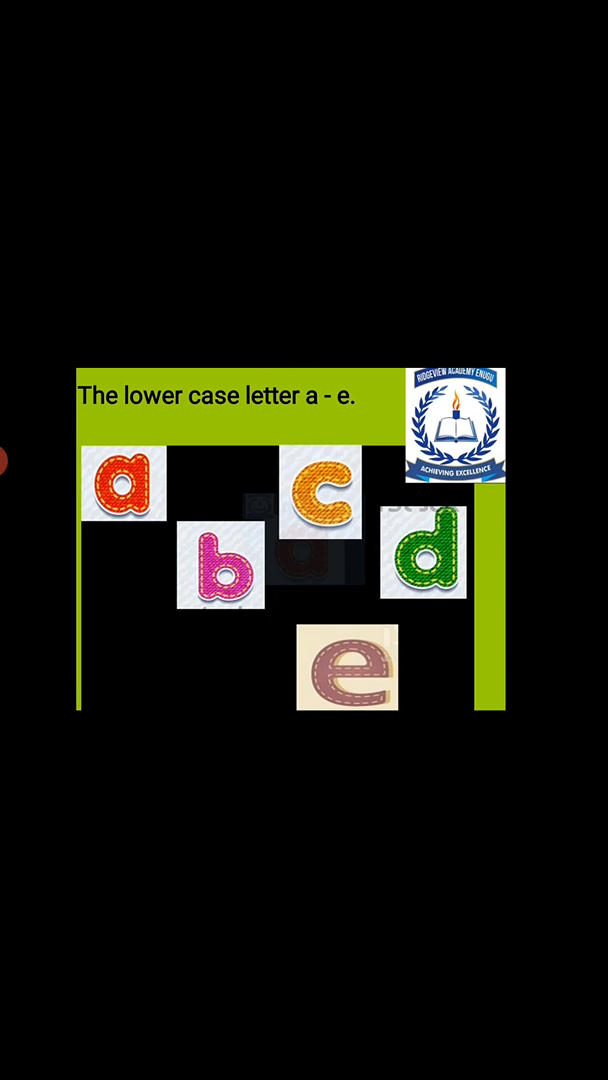 The lower case letter a - e.
RIDGEVIEW ACADEMY ENUGU
ACHIEVING EXCELLENCE
a
c
b
d
e